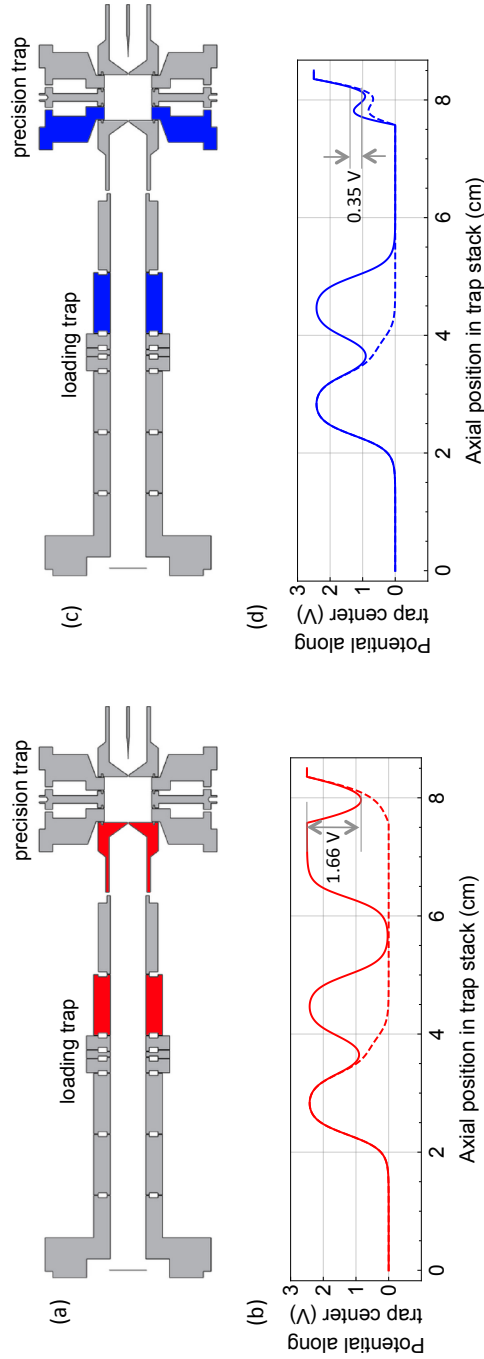 (a)
loading trap
precision trap
(b)
Potential along
trap center (V)
3
2
1
0
1.66 V
0
2
4
6
8
Axial position in trap stack (cm)
(c)
loading trap
precision trap
(d)
Potential along
trap center (V)
3
2
1
0
0.35 V
0
2
4
6
8
Axial position in trap stack (cm)